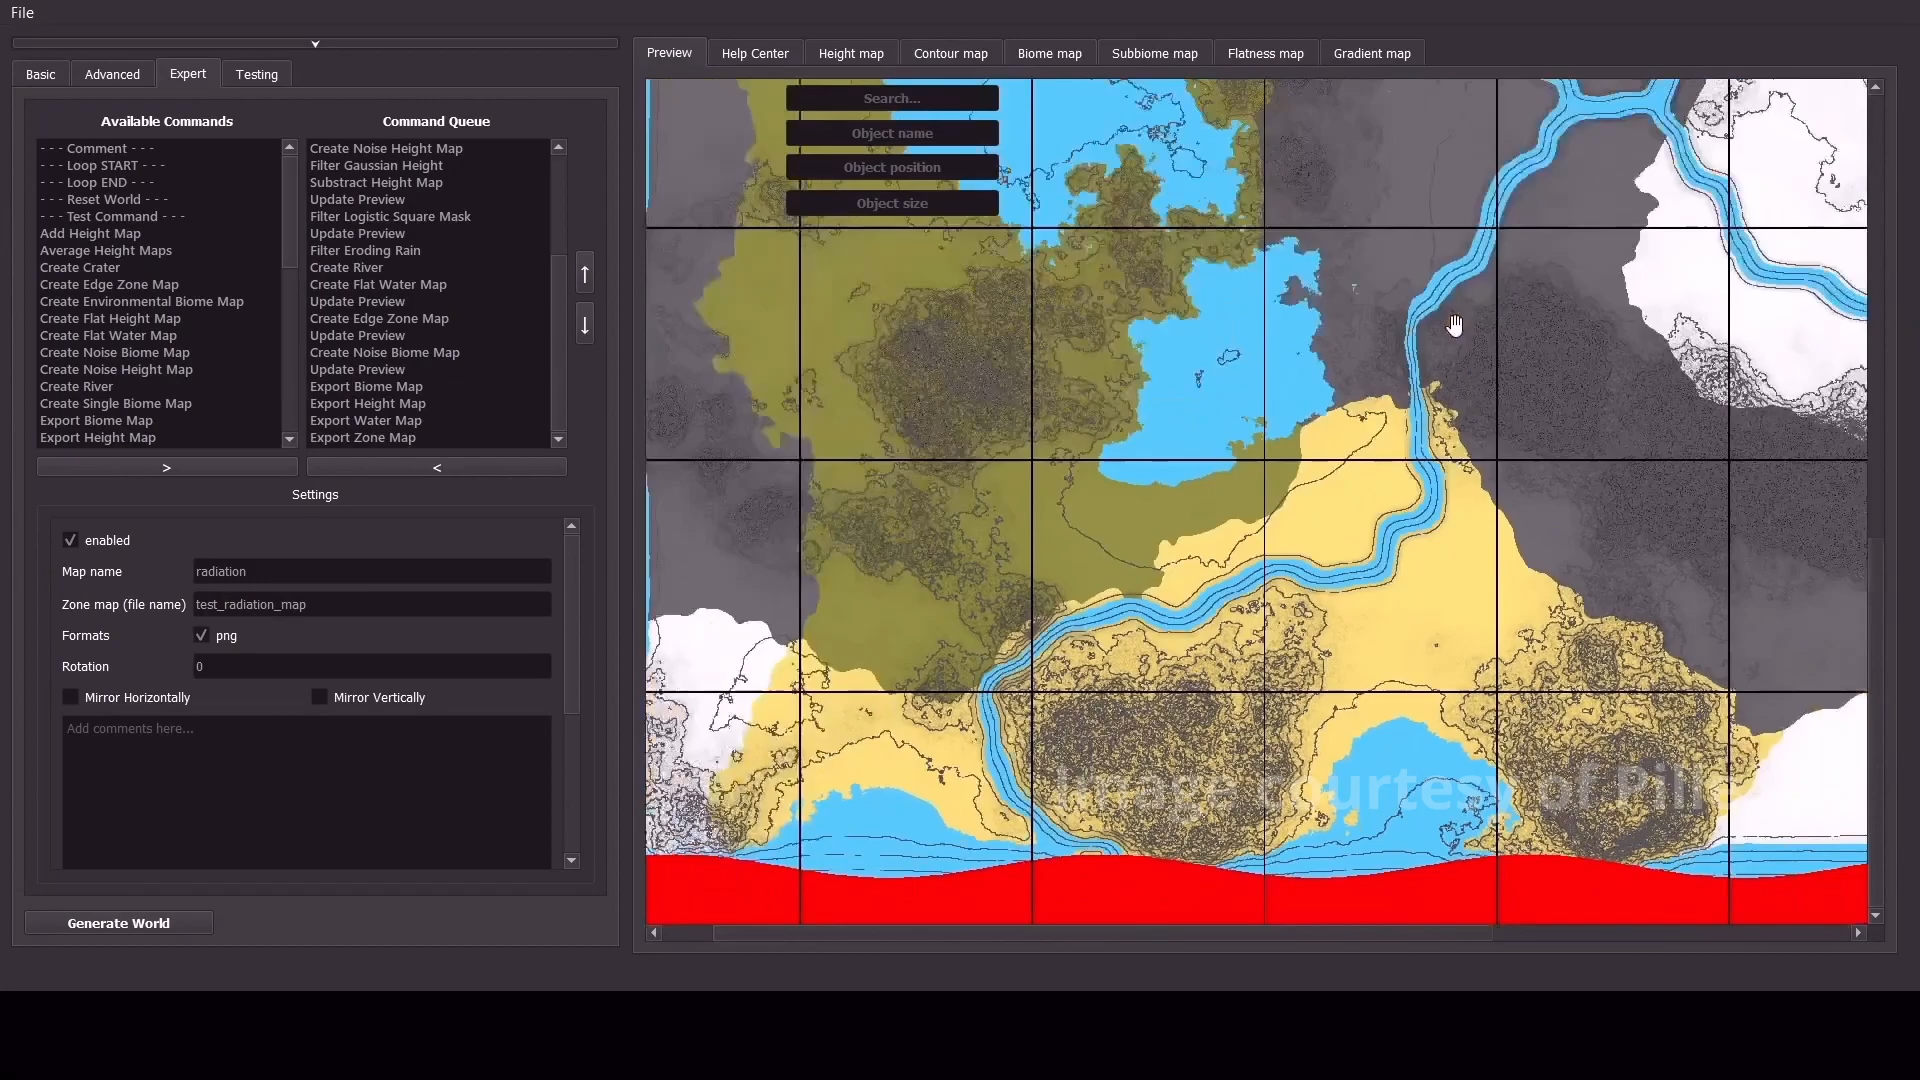 File
Basic
Advanced
Expert
Testing
Available Commands
- - - Comment - - -
- - - Loop START - - -
- - - Loop END - - -
- - - Reset World - - -
- - - Test Command - - -
Add Height Map
Average Height Maps
Create Crater
Create Edge Zone Map
Create Environmental Biome Map
Create Flat Height Map
Create Flat Water Map
Create Noise Biome Map
Create Noise Height Map
Create River
Create Single Biome Map
Export Biome Map
Export Height Map
>
Command Queue
Create Noise Height Map
Filter Gaussian Height
Substract Height Map
Update Preview
Filter Logistic Square Mask
Update Preview
Filter Eroding Rain
Create River
Create Flat Water Map
Update Preview
Create Edge Zone Map
Update Preview
Create Noise Biome Map
Update Preview
Export Biome Map
Export Height Map
Export Water Map
Export Zone Map
<
Settings
enabled
Map name radiation
Zone map (file name) test_radiation_map
Formats png
Rotation 0
Mirror Horizontally Mirror Vertically
Add comments here...
Generate World
Preview
Help Center
Height map
Contour map
Biome map
Subbiome map
Flatness map
Gradient map
Search...
Object name
Object position
Object size
Image courtesy of